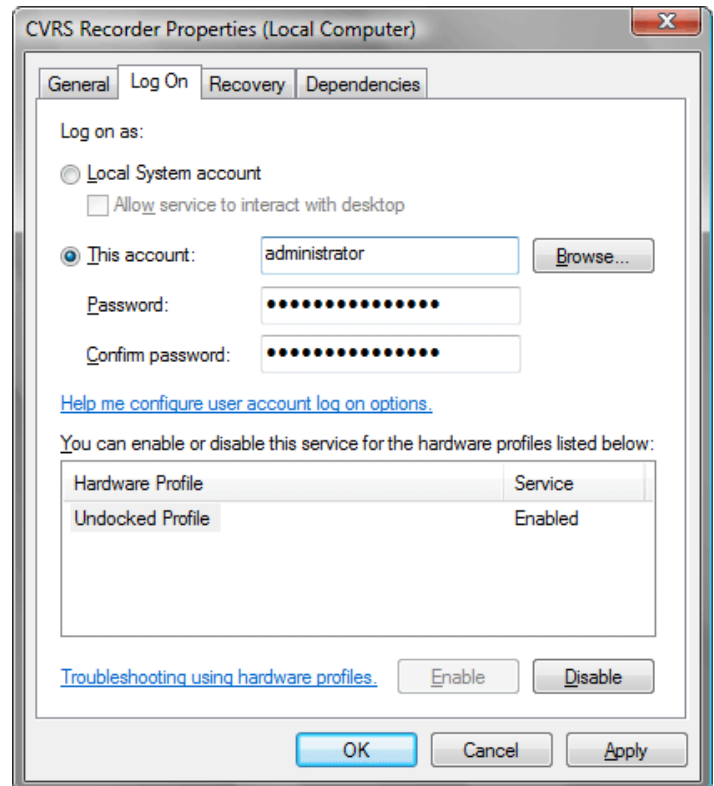 CVRS Recorder Properties (Local Computer)
General Log On Recovery Dependencies
Log on as:
Local System account
Allow service to interact with desktop
This account: administrator Browse...
Password: •••••••••••••••
Confirm password: •••••••••••••••
Help me configure user account log on options.
You can enable or disable this service for the hardware profiles listed below:
Hardware Profile Service
Undocked Profile Enabled
Troubleshooting using hardware profiles. Enable Disable
OK Cancel Apply